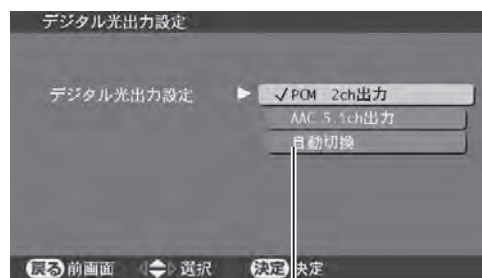 デジタル光出力設定
デジタル光出力設定 ▶ ✓PCM 2ch出力
AAC 5.1ch出力
自動切換
戻る 前画面 選択 決定 決定